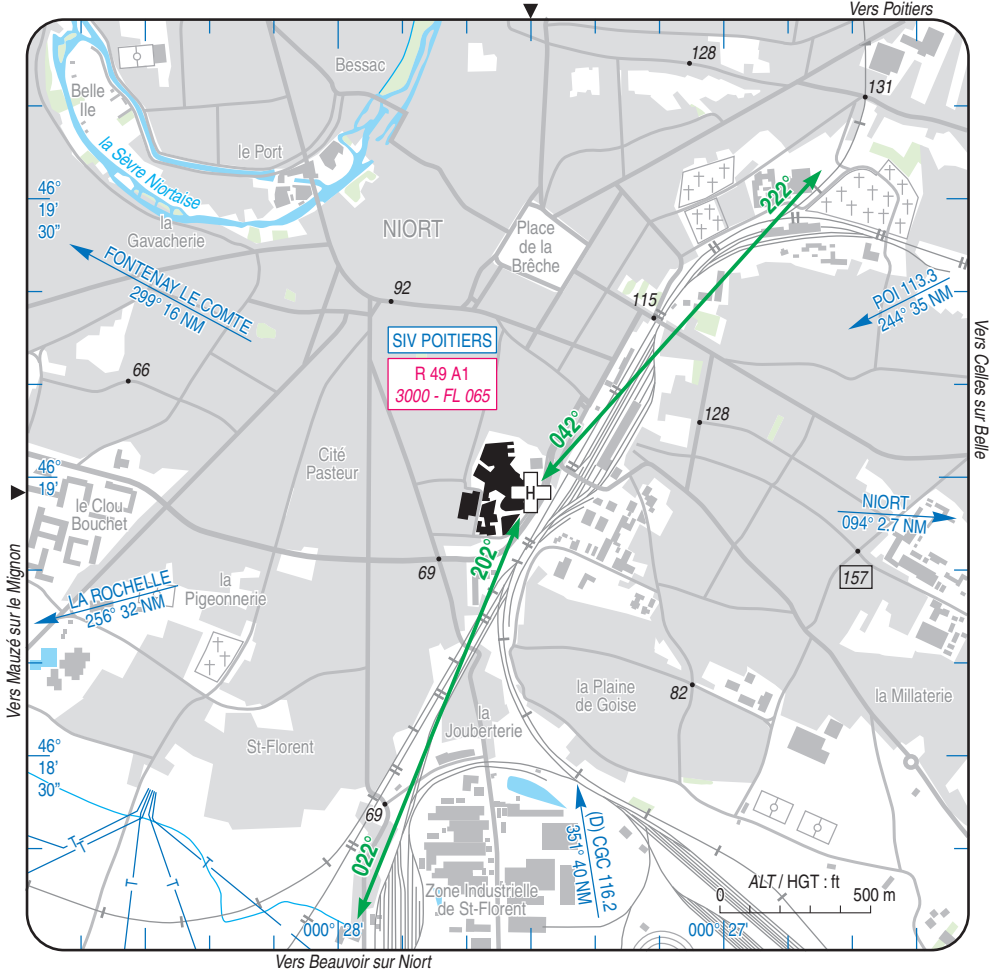 Vers Poitiers
128
Bessac
131
Belle
Ile
le Port
la Sèvre Niortaise
46°
19'
30"
222°
la
Gavacherie
NIORT
Place
de la
Brêche
FONTENAY LE COMTE
299° 16 NM
POI 113.3
244° 35 NM
92
115
Vers Celles sur Belle
SIV POITIERS
R 49 A1
3000 - FL 065
66
128
042°
Cité
Pasteur
46°
19'
H
le Clou
Bouchet
NIORT
094° 2.7 NM
202°
69
157
LA ROCHELLE
256° 32 NM
la
Pigeonnerie
Vers Mauzé sur le Mignon
82
la Plaine
de Goise
la Millaterie
la
Jouberterie
St-Florent
46°
18'
30"
69
022°
(D) CGC 116.2
351° 40 NM
ALT / HGT : ft
0 500 m
Zone Industrielle
de St-Florent
000° 28'
000° 27'
Vers Beauvoir sur Niort